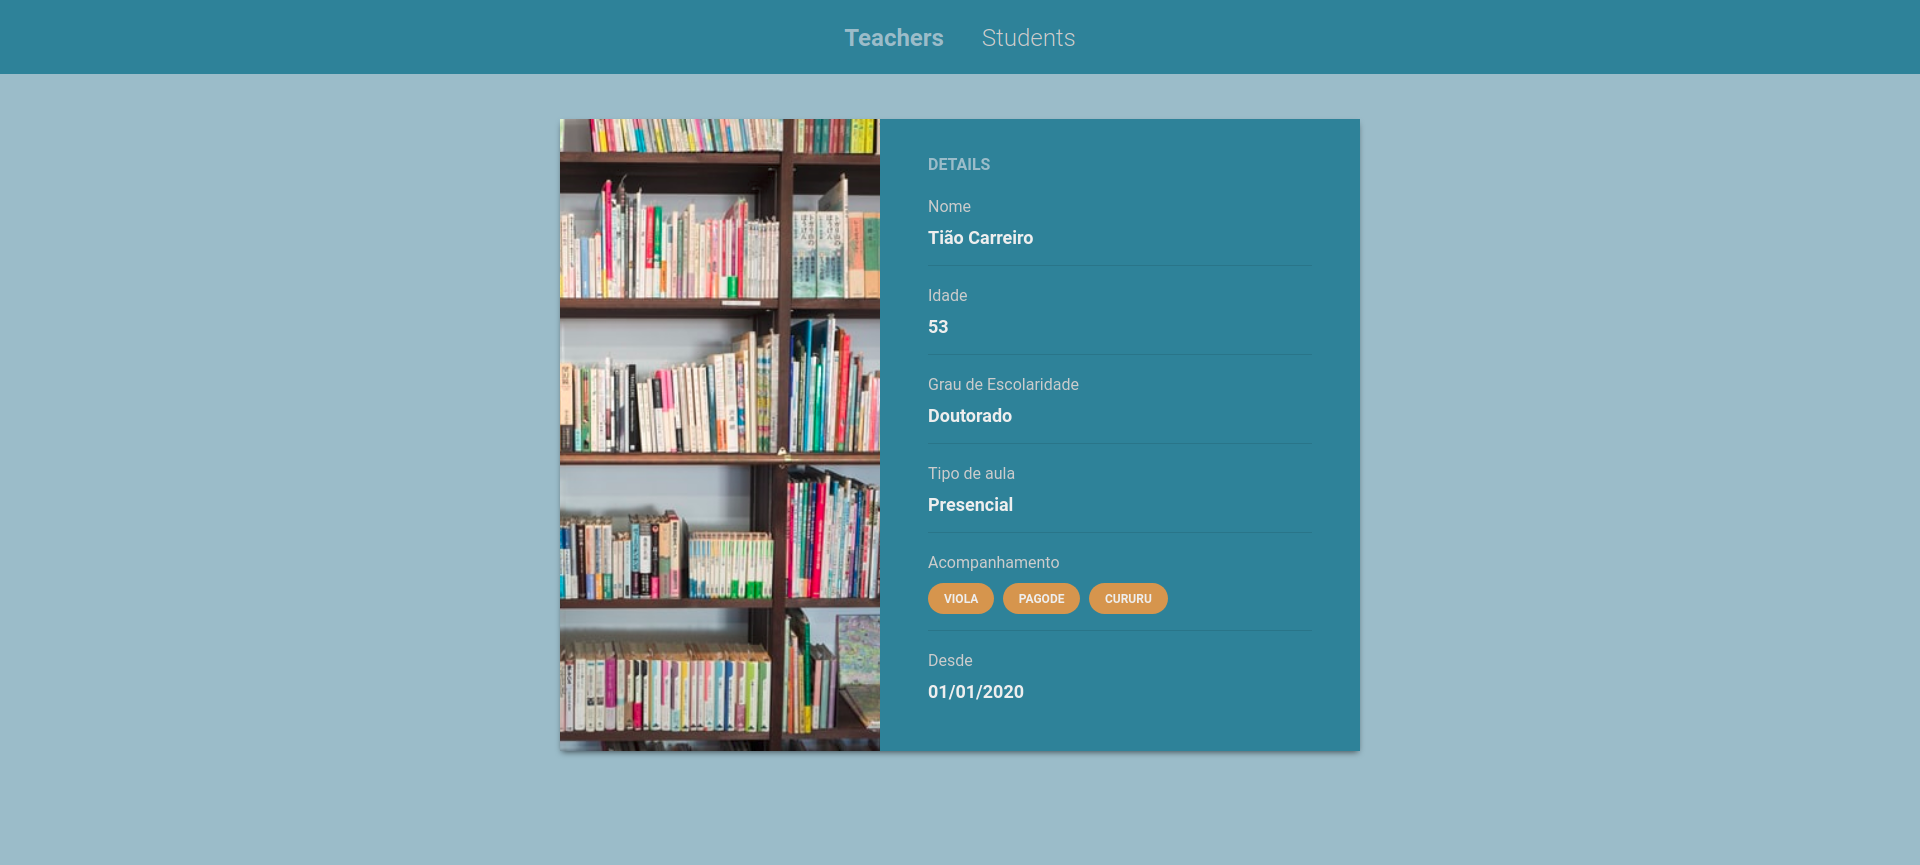 Teachers Students
DETAILS
Nome
Tião Carreiro
Idade
53
Grau de Escolaridade
Doutorado
Tipo de aula
Presencial
Acompanhamento
VIOLA PAGODE CURURU
Desde
01/01/2020